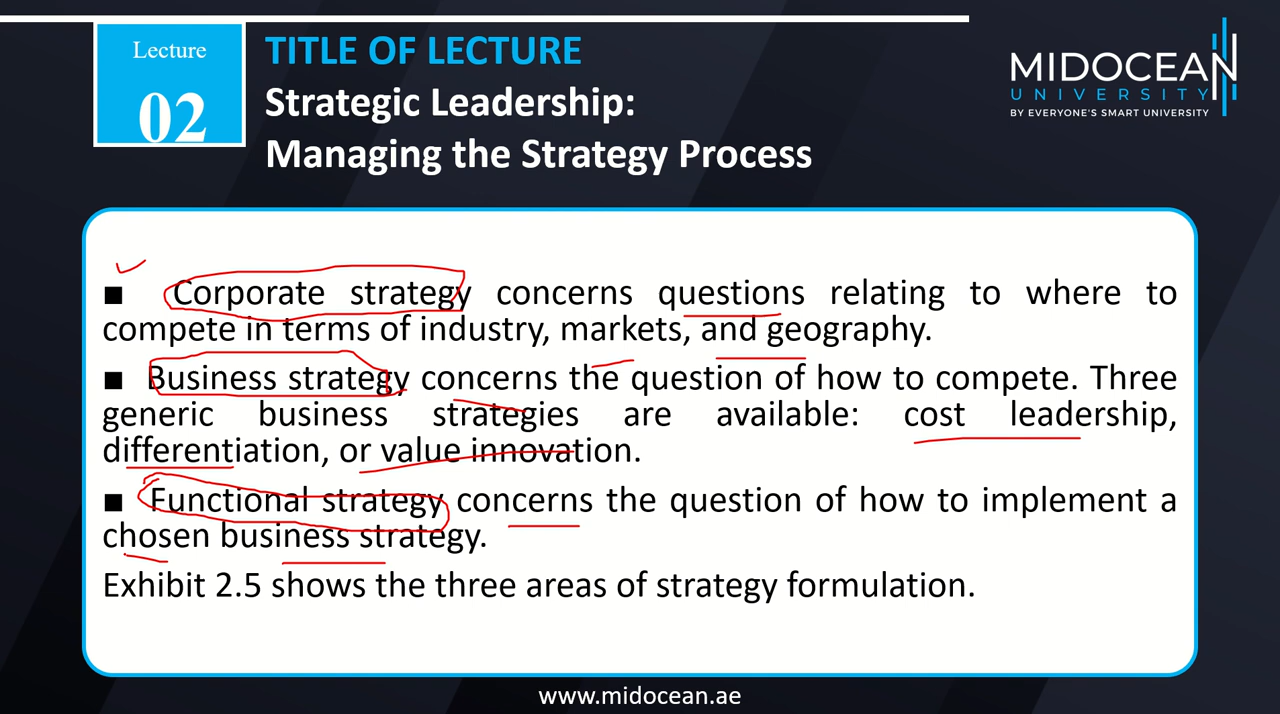 Lecture
02
TITLE OF LECTURE
Strategic Leadership:
Managing the Strategy Process
MIDOCEAN
UNIVERSITY
BY EVERYONE'S SMART UNIVERSITY
■ Corporate strategy concerns questions relating to where to
compete in terms of industry, markets, and geography.
■ Business strategy concerns the question of how to compete. Three
generic business strategies are available: cost leadership,
differentiation, or value innovation.
■ Functional strategy concerns the question of how to implement a
chosen business strategy.
Exhibit 2.5 shows the three areas of strategy formulation.
www.midocean.ae